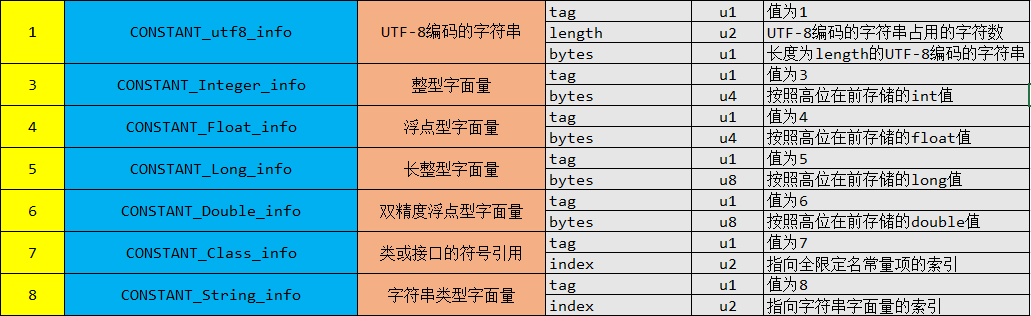 1 CONSTANT_utf8_info UTF-8编码的字符串 tag u1 值为1
length u2 UTF-8编码的字符串占用的字符数
bytes u1 长度为length的UTF-8编码的字符串
3 CONSTANT_Integer_info 整型字面量 tag u1 值为3
bytes u4 按照高位在前存储的int值
4 CONSTANT_Float_info 浮点型字面量 tag u1 值为4
bytes u4 按照高位在前存储的float值
5 CONSTANT_Long_info 长整型字面量 tag u1 值为5
bytes u8 按照高位在前存储的long值
6 CONSTANT_Double_info 双精度浮点型字面量 tag u1 值为6
bytes u8 按照高位在前存储的double值
7 CONSTANT_Class_info 类或接口的符号引用 tag u1 值为7
index u2 指向全限定名常量项的索引
8 CONSTANT_String_info 字符串类型字面量 tag u1 值为8
index u2 指向字符串字面量的索引